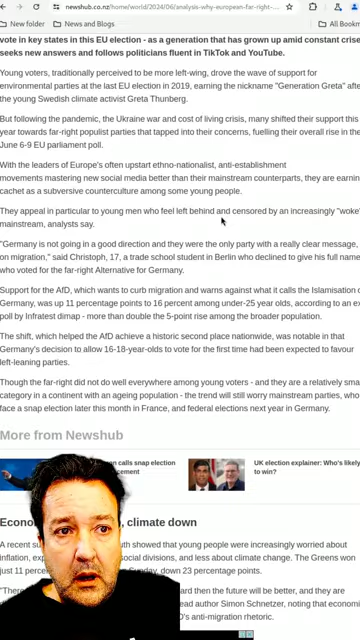 newshub.co.nz/home/world/2024/06/analysis-why-european-far-right-...
New folder
News and Blogs
All Bookm
vote in key states in this EU election - as a generation that has grown up amid constant crise
seeks new answers and follows politicians fluent in TikTok and YouTube.
Young voters, traditionally perceived to be more left-wing, drove the wave of support for
environmental parties at the last EU election in 2019, earning the nickname "Generation Greta" afte
the young Swedish climate activist Greta Thunberg.
But following the pandemic, the Ukraine war and cost of living crisis, many shifted their support this
year towards far-right populist parties that tapped into their concerns, fuelling their overall rise in the
June 6-9 EU parliament poll.
With the leaders of Europe's often upstart ethno-nationalist, anti-establishment
movements mastering new social media better than their mainstream counterparts, they are earnin
cachet as a subversive counterculture among some young people.
They appeal in particular to young men who feel left behind and censored by an increasingly "woke
mainstream, analysts say.
"Germany is not going in a good direction and they were the only party with a really clear message,
on migration," said Christoph, 17, a trade school student in Berlin who declined to give his full name
who voted for the far-right Alternative for Germany.
Support for the AfD, which wants to curb migration and warns against what it calls the Islamisation o
Germany, was up 11 percentage points to 16 percent among under-25 year olds, according to an ex
poll by Infratest dimap - more than double the 5-point rise among the broader population.
The shift, which helped the AfD achieve a historic second place nationwide, was notable in that
Germany's decision to allow 16-18-year-olds to vote for the first time had been expected to favour
left-leaning parties.
Though the far-right did not do well everywhere among young voters - and they are a relatively sma
category in a continent with an ageing population - the trend will still worry mainstream parties, who
face a snap election later this month in France, and federal elections next year in Germany.
More from Newshub
calls snap election
UK election explainer: Who's likely
to win?
climate down
A recent su
uth showed that young people were increasingly worried about
inflation,
social divisions, and less about climate change. The Greens won
just 11 percen
Sunday, down 23 percentage points.
"There
ard then the future will be better, and they are
ead author Simon Schnetzer, noting that economi
D's anti-migration rhetoric.